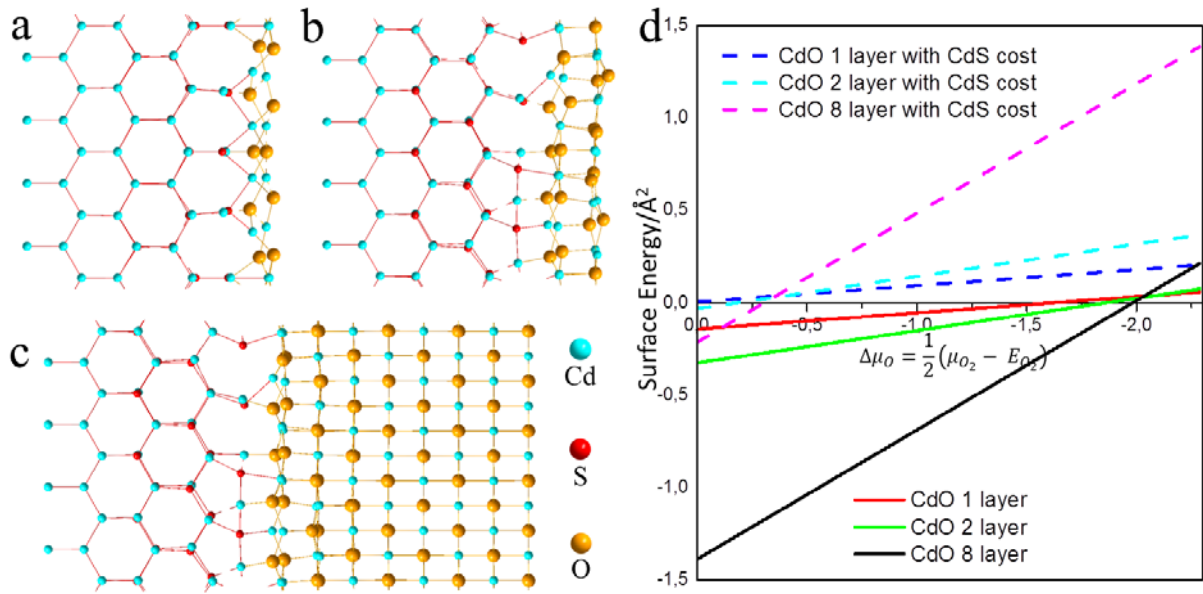 a
b
c
Cd
S
O
d
1,5
1,0
0,5
0,0
-0,5
-1,0
-1,5
Surface Energy/Å²
CdO 1 layer with CdS cost
CdO 2 layer with CdS cost
CdO 8 layer with CdS cost
0,0
-0,5
-1,0
-1,5
-2,0
Δμ_O = 1/2 (μ_O₂ − E_O₂)
CdO 1 layer
CdO 2 layer
CdO 8 layer